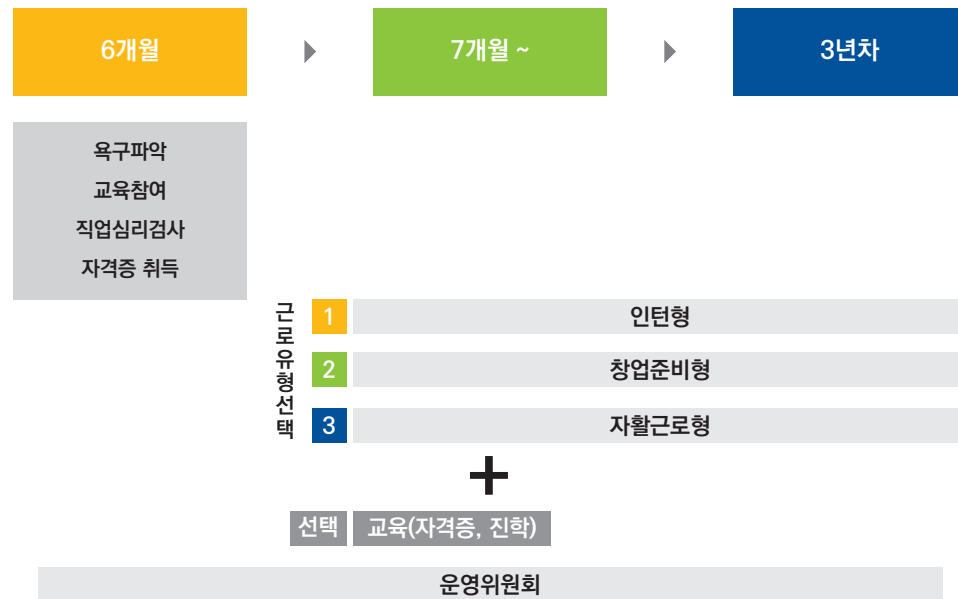 6개월
7개월 ~
3년차
욕구파악
교육참여
직업심리검사
자격증 취득
근로유형선택
1 인턴형
2 창업준비형
3 자활근로형
+
선택 교육(자격증, 진학)
운영위원회